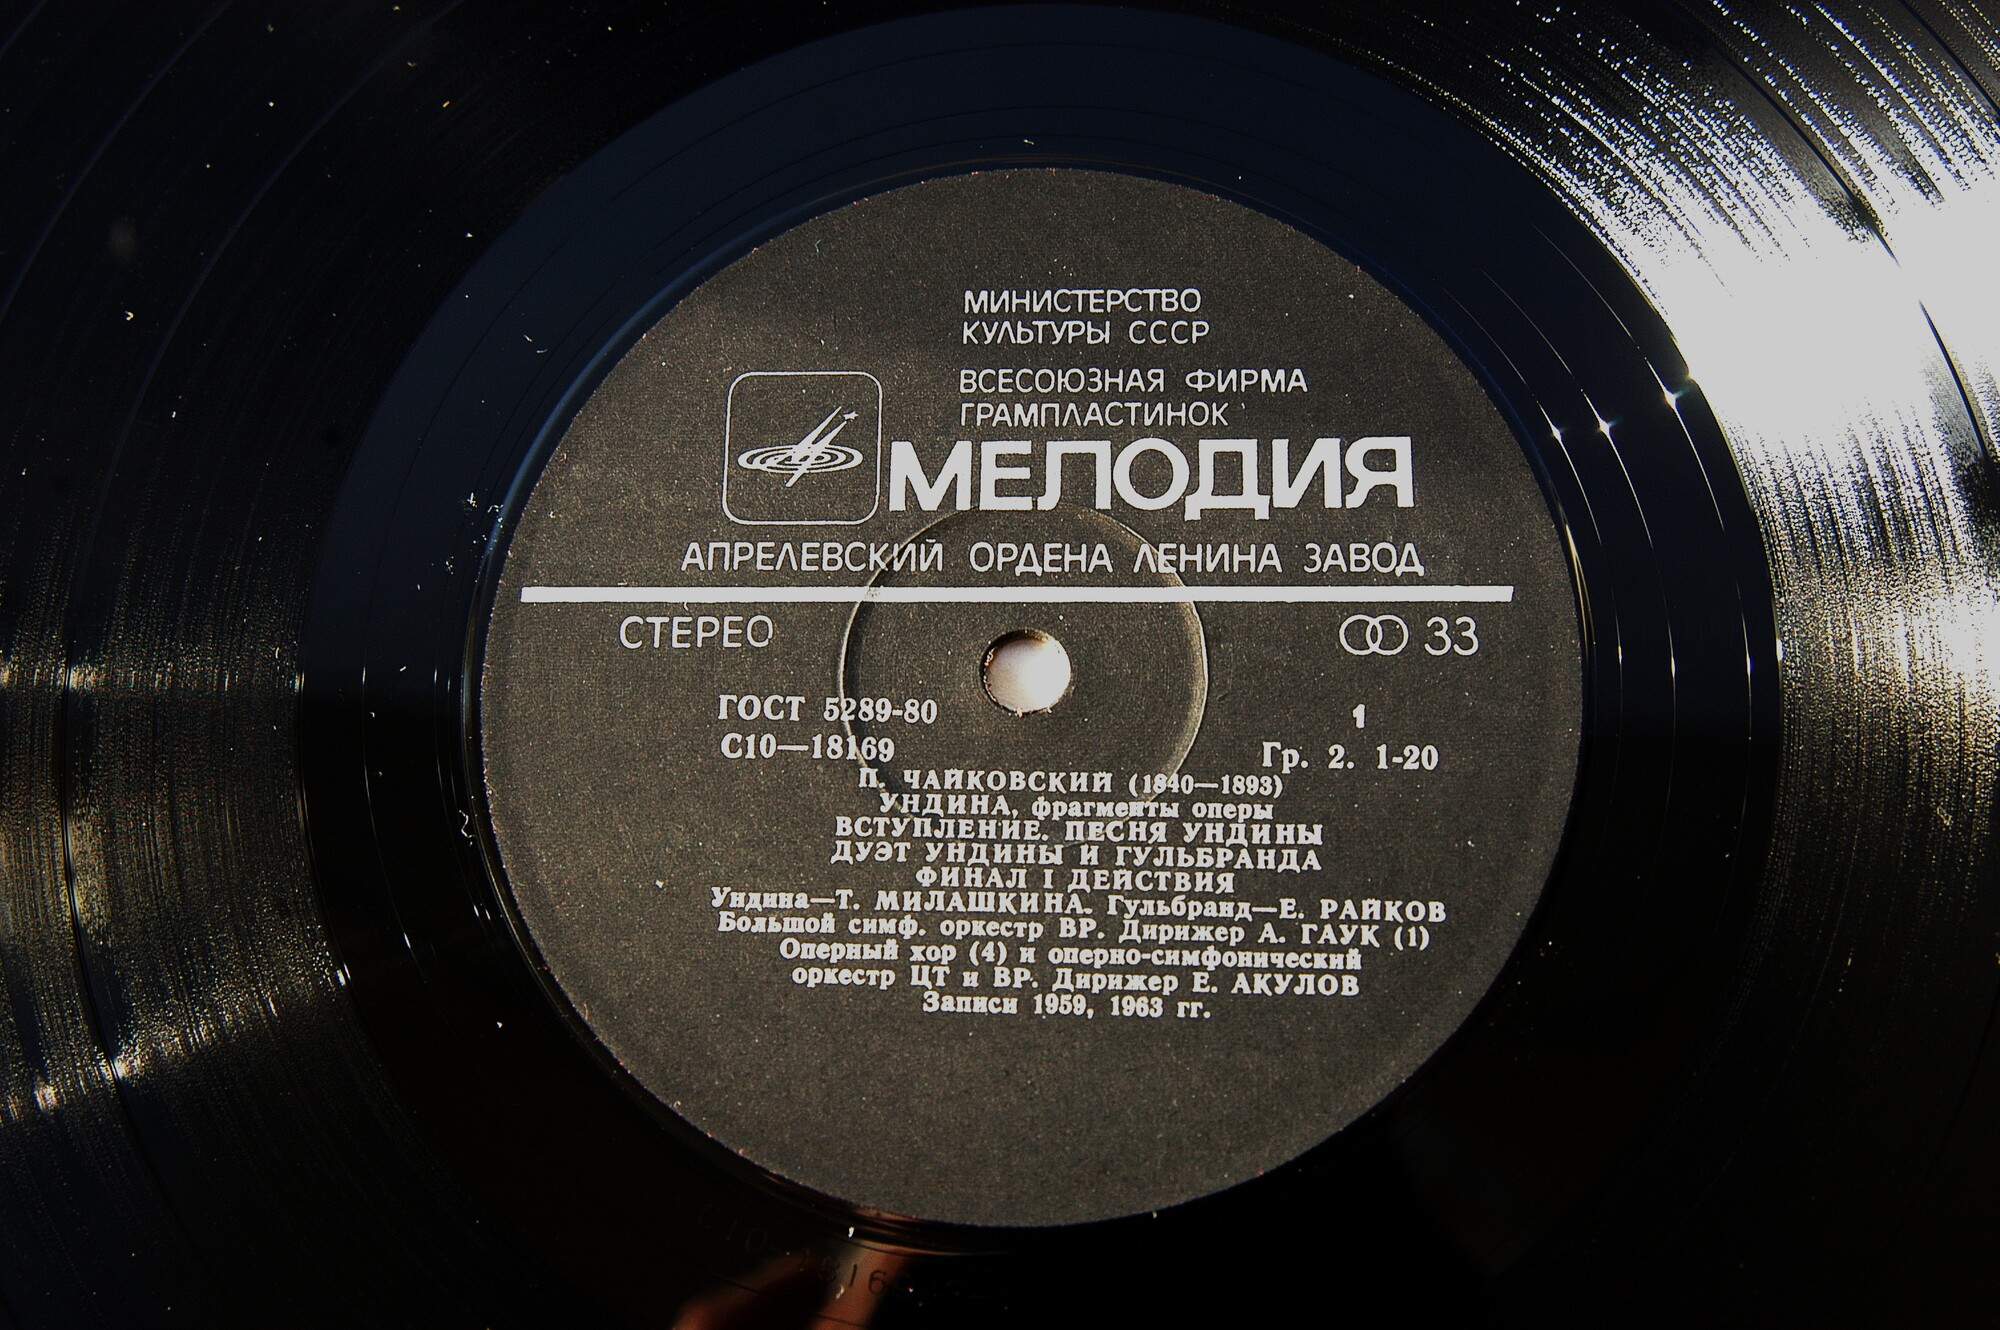 МИНИСТЕРСТВО
КУЛЬТУРЫ СССР
ВСЕСОЮЗНАЯ ФИРМА
ГРАМПЛАСТИНОК
МЕЛОДИЯ
АПРЕЛЕВСКИЙ ОРДЕНА ЛЕНИНА ЗАВОД
СТЕРЕО 33
ГОСТ 5289-80 1
С10—18169 Гр. 2. 1-20
П. ЧАЙКОВСКИЙ (1840—1893)
УНДИНА, фрагменты оперы
ВСТУПЛЕНИЕ. ПЕСНЯ УНДИНЫ
ДУЭТ УНДИНЫ И ГУЛЬБРАНДА
ФИНАЛ I ДЕЙСТВИЯ
Ундина—Т. МИЛАШКИНА. Гульбранд—Е. РАЙКОВ
Большой симф. оркестр ВР. Дирижер А. ГАУК (1)
Оперный хор (4) и оперно-симфонический
оркестр ЦТ и ВР. Дирижер Е. АКУЛОВ
Записи 1959, 1963 гг.